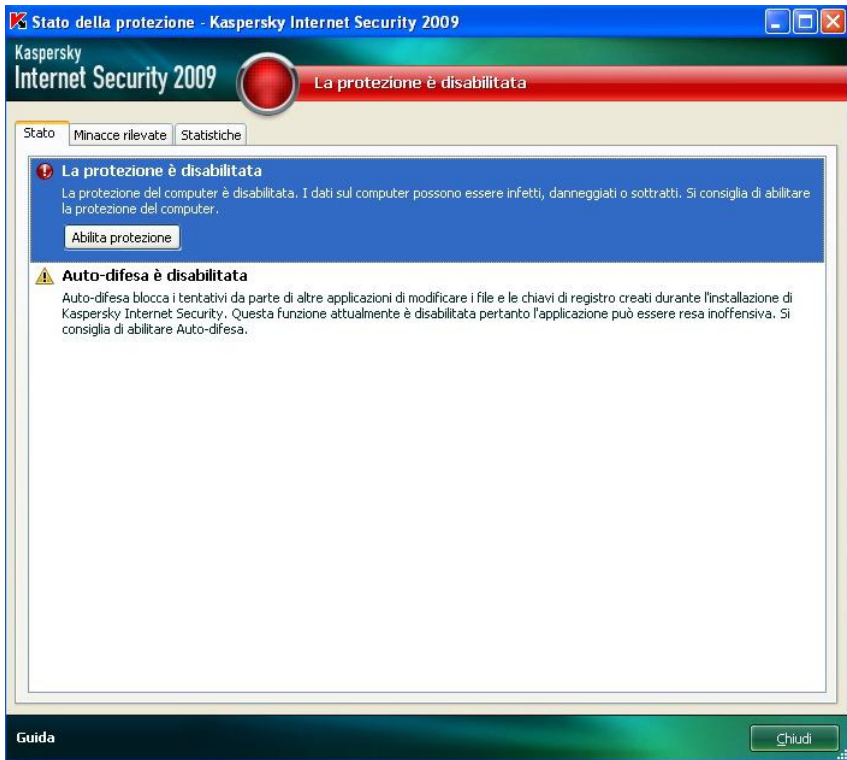 Stato della protezione - Kaspersky Internet Security 2009
Kaspersky
Internet Security 2009
La protezione è disabilitata
Stato
Minacce rilevate
Statistiche
La protezione è disabilitata
La protezione del computer è disabilitata. I dati sul computer possono essere infetti, danneggiati o sottratti. Si consiglia di abilitare
la protezione del computer.
Abilita protezione
Auto-difesa è disabilitata
Auto-difesa blocca i tentativi da parte di altre applicazioni di modificare i file e le chiavi di registro creati durante l'installazione di
Kaspersky Internet Security. Questa funzione attualmente è disabilitata pertanto l'applicazione può essere resa inoffensiva. Si
consiglia di abilitare Auto-difesa.
Guida
Chiudi